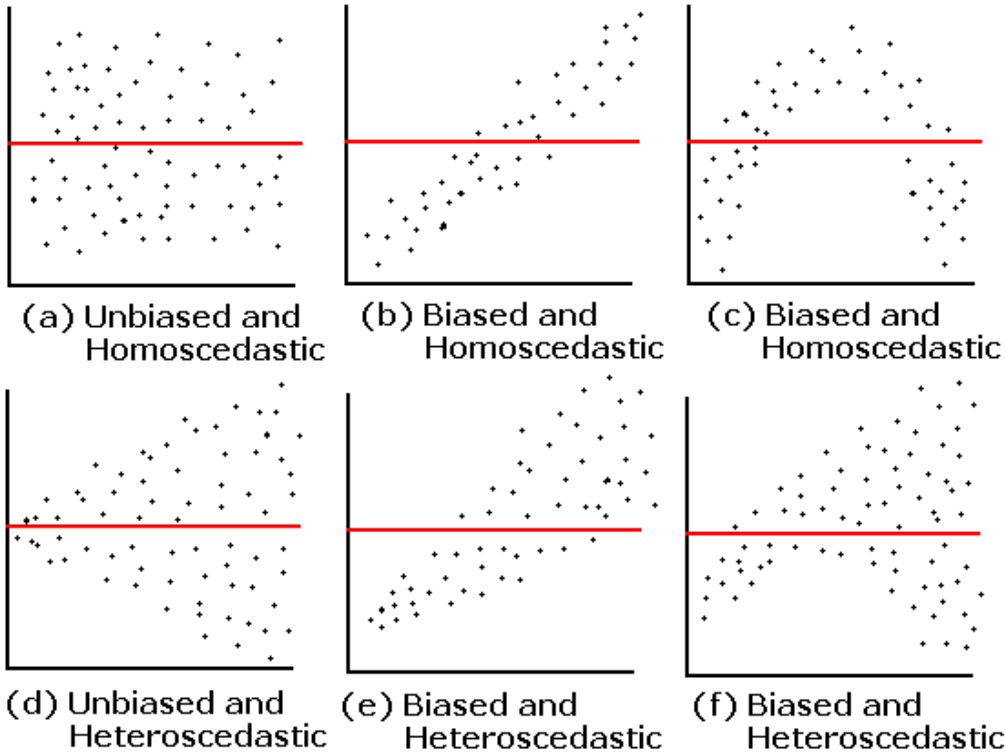 (a) Unbiased and
Homoscedastic
(b) Biased and
Homoscedastic
(c) Biased and
Homoscedastic
(d) Unbiased and
Heteroscedastic
(e) Biased and
Heteroscedastic
(f) Biased and
Heteroscedastic